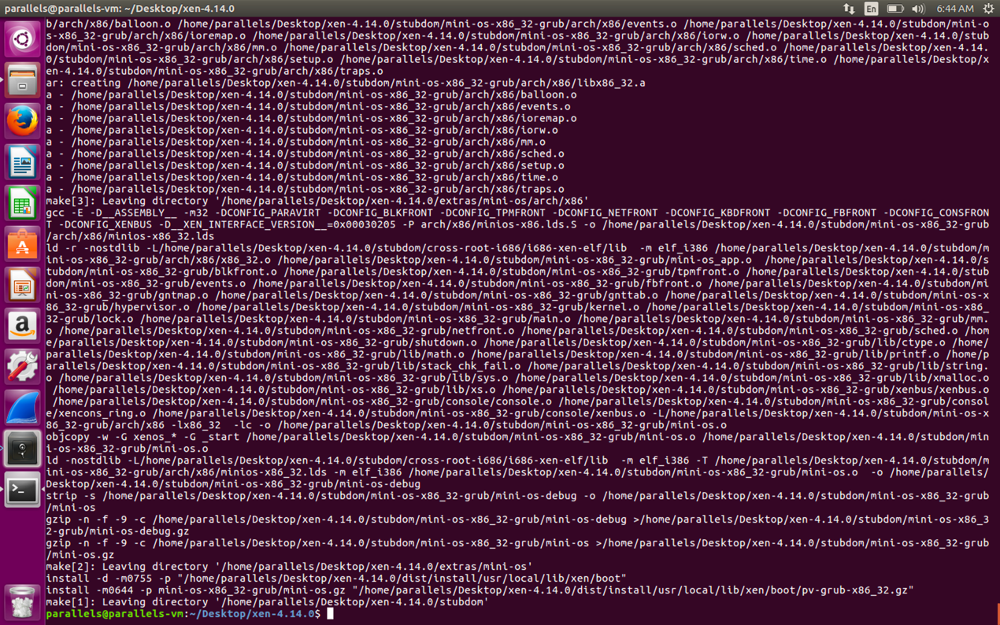 parallels@parallels-vm: ~/Desktop/xen-4.14.0
En
6:44 AM
b/arch/x86/balloon.o /home/parallels/Desktop/xen-4.14.0/stubdom/mini-os-x86_32-grub/arch/x86/events.o /home/parallels/Desktop/xen-4.14.0/stubdom/mini-o
s-x86_32-grub/arch/x86/ioremap.o /home/parallels/Desktop/xen-4.14.0/stubdom/mini-os-x86_32-grub/arch/x86/iorw.o /home/parallels/Desktop/xen-4.14.0/stub
dom/mini-os-x86_32-grub/arch/x86/mm.o /home/parallels/Desktop/xen-4.14.0/stubdom/mini-os-x86_32-grub/arch/x86/sched.o /home/parallels/Desktop/xen-4.14.
0/stubdom/mini-os-x86_32-grub/arch/x86/setup.o /home/parallels/Desktop/xen-4.14.0/stubdom/mini-os-x86_32-grub/arch/x86/time.o /home/parallels/Desktop/x
en-4.14.0/stubdom/mini-os-x86_32-grub/arch/x86/traps.o
ar: creating /home/parallels/Desktop/xen-4.14.0/stubdom/mini-os-x86_32-grub/arch/x86/libx86_32.a
a - /home/parallels/Desktop/xen-4.14.0/stubdom/mini-os-x86_32-grub/arch/x86/balloon.o
a - /home/parallels/Desktop/xen-4.14.0/stubdom/mini-os-x86_32-grub/arch/x86/events.o
a - /home/parallels/Desktop/xen-4.14.0/stubdom/mini-os-x86_32-grub/arch/x86/ioremap.o
a - /home/parallels/Desktop/xen-4.14.0/stubdom/mini-os-x86_32-grub/arch/x86/iorw.o
a - /home/parallels/Desktop/xen-4.14.0/stubdom/mini-os-x86_32-grub/arch/x86/mm.o
a - /home/parallels/Desktop/xen-4.14.0/stubdom/mini-os-x86_32-grub/arch/x86/sched.o
a - /home/parallels/Desktop/xen-4.14.0/stubdom/mini-os-x86_32-grub/arch/x86/setup.o
a - /home/parallels/Desktop/xen-4.14.0/stubdom/mini-os-x86_32-grub/arch/x86/time.o
a - /home/parallels/Desktop/xen-4.14.0/stubdom/mini-os-x86_32-grub/arch/x86/traps.o
make[3]: Leaving directory '/home/parallels/Desktop/xen-4.14.0/extras/mini-os/arch/x86'
gcc -E -D__ASSEMBLY__ -m32 -DCONFIG_PARAVIRT -DCONFIG_BLKFRONT -DCONFIG_TPMFRONT -DCONFIG_NETFRONT -DCONFIG_KBDFRONT -DCONFIG_FBFRONT -DCONFIG_CONSFRON
T -DCONFIG_XENBUS -D__XEN_INTERFACE_VERSION__=0x00030205 -P arch/x86/minios-x86.lds.S -o /home/parallels/Desktop/xen-4.14.0/stubdom/mini-os-x86_32-grub
/arch/x86/minios-x86_32.lds
ld -r -nostdlib -L/home/parallels/Desktop/xen-4.14.0/stubdom/cross-root-i686/i686-xen-elf/lib  -m elf_i386 /home/parallels/Desktop/xen-4.14.0/stubdom/m
ini-os-x86_32-grub/arch/x86/x86_32.o /home/parallels/Desktop/xen-4.14.0/stubdom/mini-os-x86_32-grub/mini-os_app.o  /home/parallels/Desktop/xen-4.14.0/s
tubdom/mini-os-x86_32-grub/blkfront.o /home/parallels/Desktop/xen-4.14.0/stubdom/mini-os-x86_32-grub/tpmfront.o /home/parallels/Desktop/xen-4.14.0/stub
dom/mini-os-x86_32-grub/events.o /home/parallels/Desktop/xen-4.14.0/stubdom/mini-os-x86_32-grub/fbfront.o /home/parallels/Desktop/xen-4.14.0/stubdom/mi
ni-os-x86_32-grub/gntmap.o /home/parallels/Desktop/xen-4.14.0/stubdom/mini-os-x86_32-grub/gnttab.o /home/parallels/Desktop/xen-4.14.0/stubdom/mini-os-x
86_32-grub/hypervisor.o /home/parallels/Desktop/xen-4.14.0/stubdom/mini-os-x86_32-grub/kernel.o /home/parallels/Desktop/xen-4.14.0/stubdom/mini-os-x86_
32-grub/lock.o /home/parallels/Desktop/xen-4.14.0/stubdom/mini-os-x86_32-grub/main.o /home/parallels/Desktop/xen-4.14.0/stubdom/mini-os-x86_32-grub/mm.
o /home/parallels/Desktop/xen-4.14.0/stubdom/mini-os-x86_32-grub/netfront.o /home/parallels/Desktop/xen-4.14.0/stubdom/mini-os-x86_32-grub/sched.o /hom
e/parallels/Desktop/xen-4.14.0/stubdom/mini-os-x86_32-grub/shutdown.o /home/parallels/Desktop/xen-4.14.0/stubdom/mini-os-x86_32-grub/lib/ctype.o /home/
parallels/Desktop/xen-4.14.0/stubdom/mini-os-x86_32-grub/lib/math.o /home/parallels/Desktop/xen-4.14.0/stubdom/mini-os-x86_32-grub/lib/printf.o /home/p
arallels/Desktop/xen-4.14.0/stubdom/mini-os-x86_32-grub/lib/stack_chk_fail.o /home/parallels/Desktop/xen-4.14.0/stubdom/mini-os-x86_32-grub/lib/string.
o /home/parallels/Desktop/xen-4.14.0/stubdom/mini-os-x86_32-grub/lib/sys.o /home/parallels/Desktop/xen-4.14.0/stubdom/mini-os-x86_32-grub/lib/xmalloc.o
 /home/parallels/Desktop/xen-4.14.0/stubdom/mini-os-x86_32-grub/lib/xs.o /home/parallels/Desktop/xen-4.14.0/stubdom/mini-os-x86_32-grub/xenbus/xenbus.o
 /home/parallels/Desktop/xen-4.14.0/stubdom/mini-os-x86_32-grub/console/console.o /home/parallels/Desktop/xen-4.14.0/stubdom/mini-os-x86_32-grub/consol
e/xencons_ring.o /home/parallels/Desktop/xen-4.14.0/stubdom/mini-os-x86_32-grub/console/xenbus.o -L/home/parallels/Desktop/xen-4.14.0/stubdom/mini-os-x
86_32-grub/arch/x86 -lx86_32  -lc -o /home/parallels/Desktop/xen-4.14.0/stubdom/mini-os-x86_32-grub/mini-os.o
objcopy -w -G xenos_* -G _start /home/parallels/Desktop/xen-4.14.0/stubdom/mini-os-x86_32-grub/mini-os.o /home/parallels/Desktop/xen-4.14.0/stubdom/min
i-os-x86_32-grub/mini-os.o
ld -nostdlib -L/home/parallels/Desktop/xen-4.14.0/stubdom/cross-root-i686/i686-xen-elf/lib  -m elf_i386 -T /home/parallels/Desktop/xen-4.14.0/stubdom/m
ini-os-x86_32-grub/arch/x86/minios-x86_32.lds -m elf_i386 /home/parallels/Desktop/xen-4.14.0/stubdom/mini-os-x86_32-grub/mini-os.o  -o /home/parallels/
Desktop/xen-4.14.0/stubdom/mini-os-x86_32-grub/mini-os-debug
strip -s /home/parallels/Desktop/xen-4.14.0/stubdom/mini-os-x86_32-grub/mini-os-debug -o /home/parallels/Desktop/xen-4.14.0/stubdom/mini-os-x86_32-grub
/mini-os
gzip -n -f -9 -c /home/parallels/Desktop/xen-4.14.0/stubdom/mini-os-x86_32-grub/mini-os-debug >/home/parallels/Desktop/xen-4.14.0/stubdom/mini-os-x86_3
2-grub/mini-os-debug.gz
gzip -n -f -9 -c /home/parallels/Desktop/xen-4.14.0/stubdom/mini-os-x86_32-grub/mini-os >/home/parallels/Desktop/xen-4.14.0/stubdom/mini-os-x86_32-grub
/mini-os.gz
make[2]: Leaving directory '/home/parallels/Desktop/xen-4.14.0/extras/mini-os'
install -d -m0755 -p "/home/parallels/Desktop/xen-4.14.0/dist/install/usr/local/lib/xen/boot"
install -m0644 -p mini-os-x86_32-grub/mini-os.gz "/home/parallels/Desktop/xen-4.14.0/dist/install/usr/local/lib/xen/boot/pv-grub-x86_32.gz"
make[1]: Leaving directory '/home/parallels/Desktop/xen-4.14.0/stubdom'
parallels@parallels-vm:~/Desktop/xen-4.14.0$